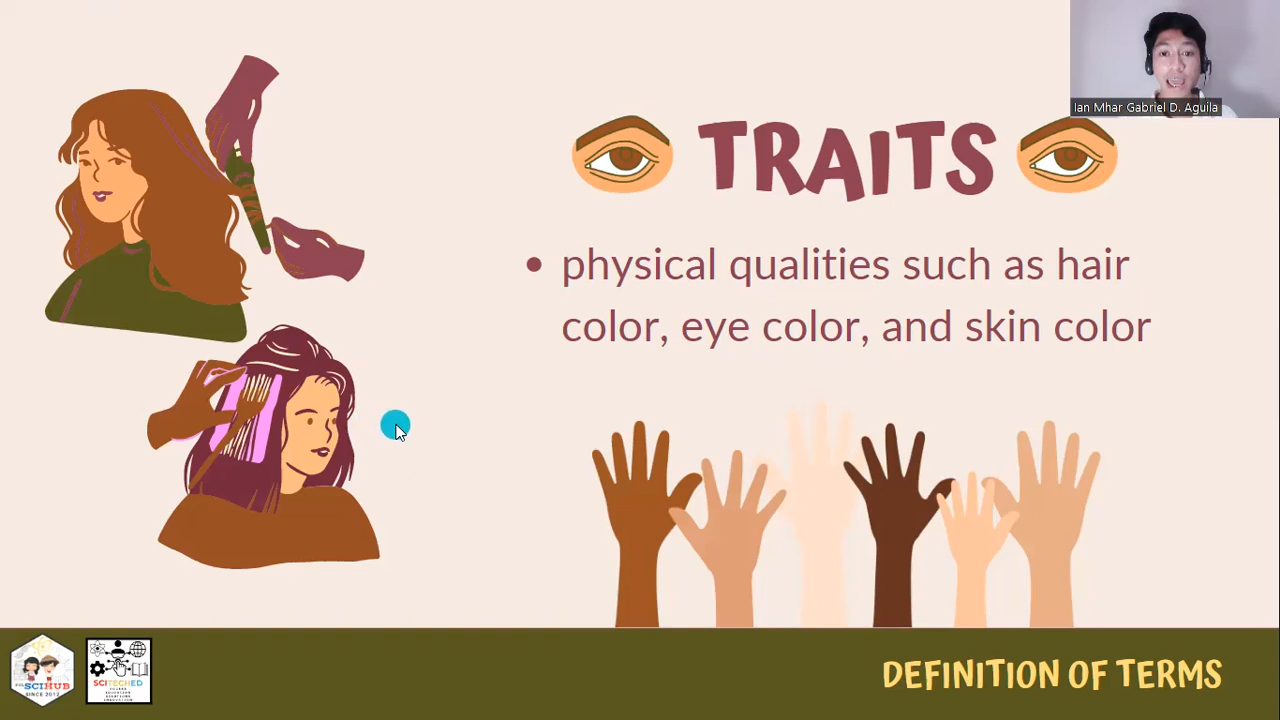 Ian Mhar Gabriel D. Aguila
TRAITS
• physical qualities such as hair
color, eye color, and skin color
SCIHUB
SINCE 2012
SCITECHED
DEFINITION OF TERMS